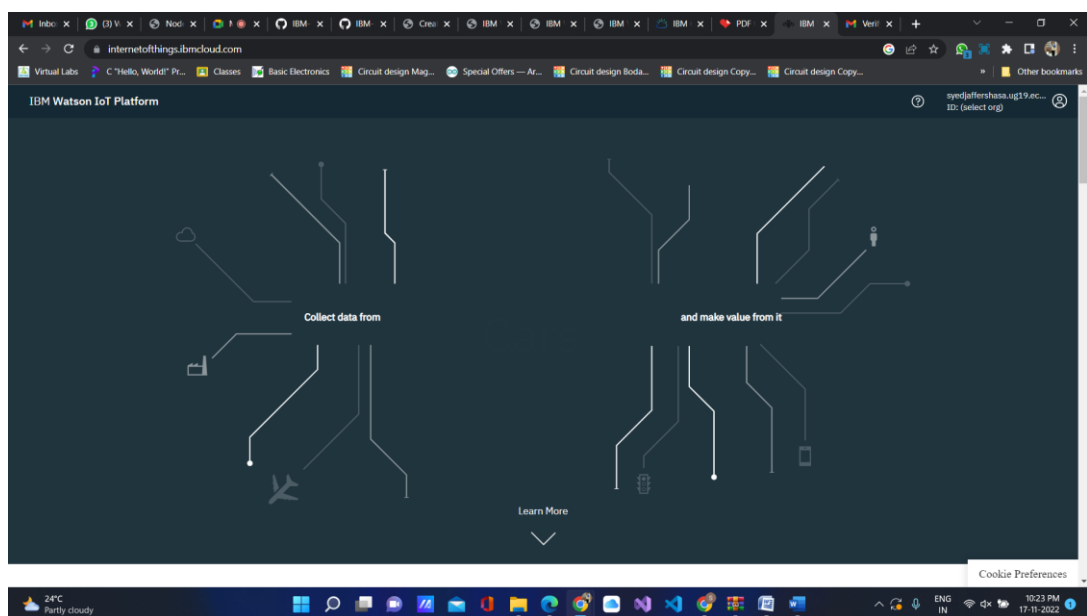 Inbo
(3) W
Node
IBM-
IBM-
Crea
IBM
IBM
IBM
IBM
PDF
IBM
Verif
internetofthings.ibmcloud.com
Virtual Labs
C "Hello, World!" Pr...
Classes
Basic Electronics
Circuit design Mag...
Special Offers — Ar...
Circuit design Boda...
Circuit design Copy...
Circuit design Copy...
»
Other bookmarks
IBM Watson IoT Platform
syedjaffershasa.ug19.ec...
ID: (select org)
Collect data from
and make value from it
Learn More
Cookie Preferences
24°C
Partly cloudy
ENG
IN
10:23 PM
17-11-2022